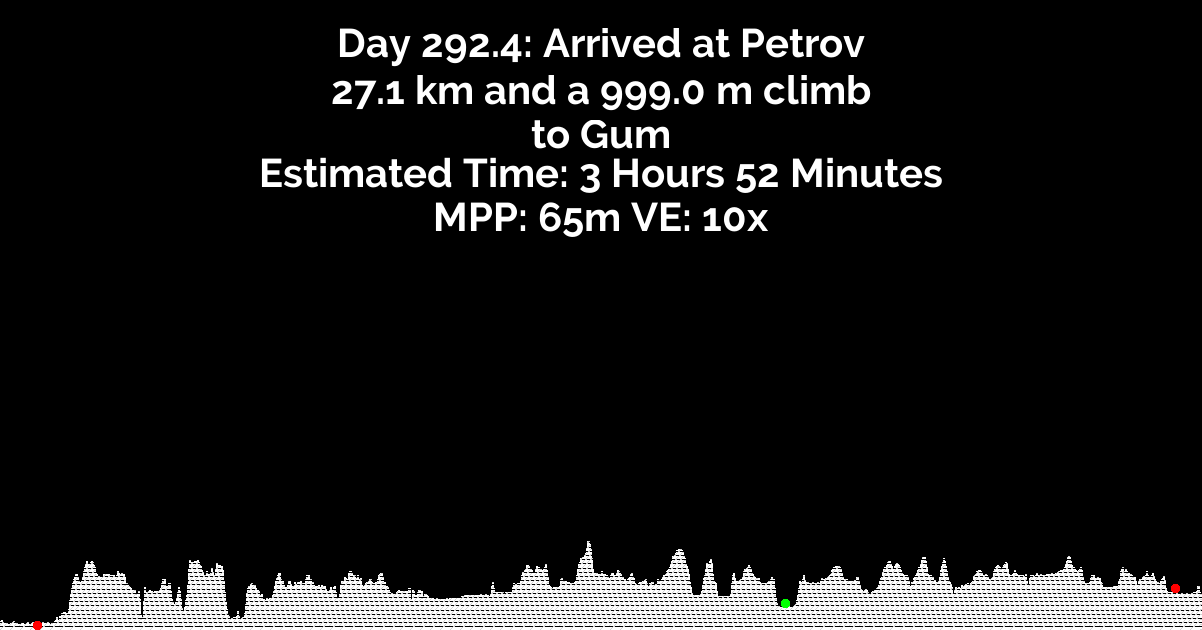 Day 292.4: Arrived at Petrov
27.1 km and a 999.0 m climb
to Gum
Estimated Time: 3 Hours 52 Minutes
MPP: 65m VE: 10x